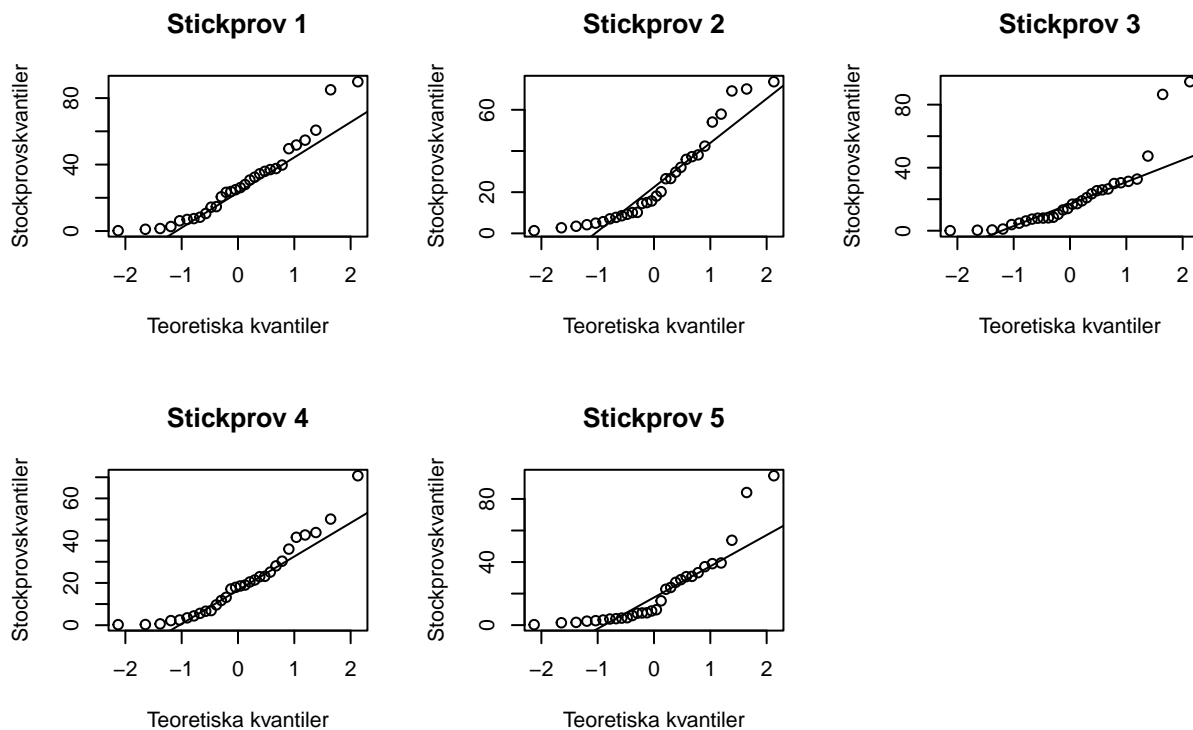 Stickprov 1
Stockprovskvantiler
80
40
0
−2 −1 0 1 2
Teoretiska kvantiler
Stickprov 2
Stockprovskvantiler
60
40
20
0
−2 −1 0 1 2
Teoretiska kvantiler
Stickprov 3
Stockprovskvantiler
80
40
0
−2 −1 0 1 2
Teoretiska kvantiler
Stickprov 4
Stockprovskvantiler
60
40
20
0
−2 −1 0 1 2
Teoretiska kvantiler
Stickprov 5
Stockprovskvantiler
80
40
0
−2 −1 0 1 2
Teoretiska kvantiler